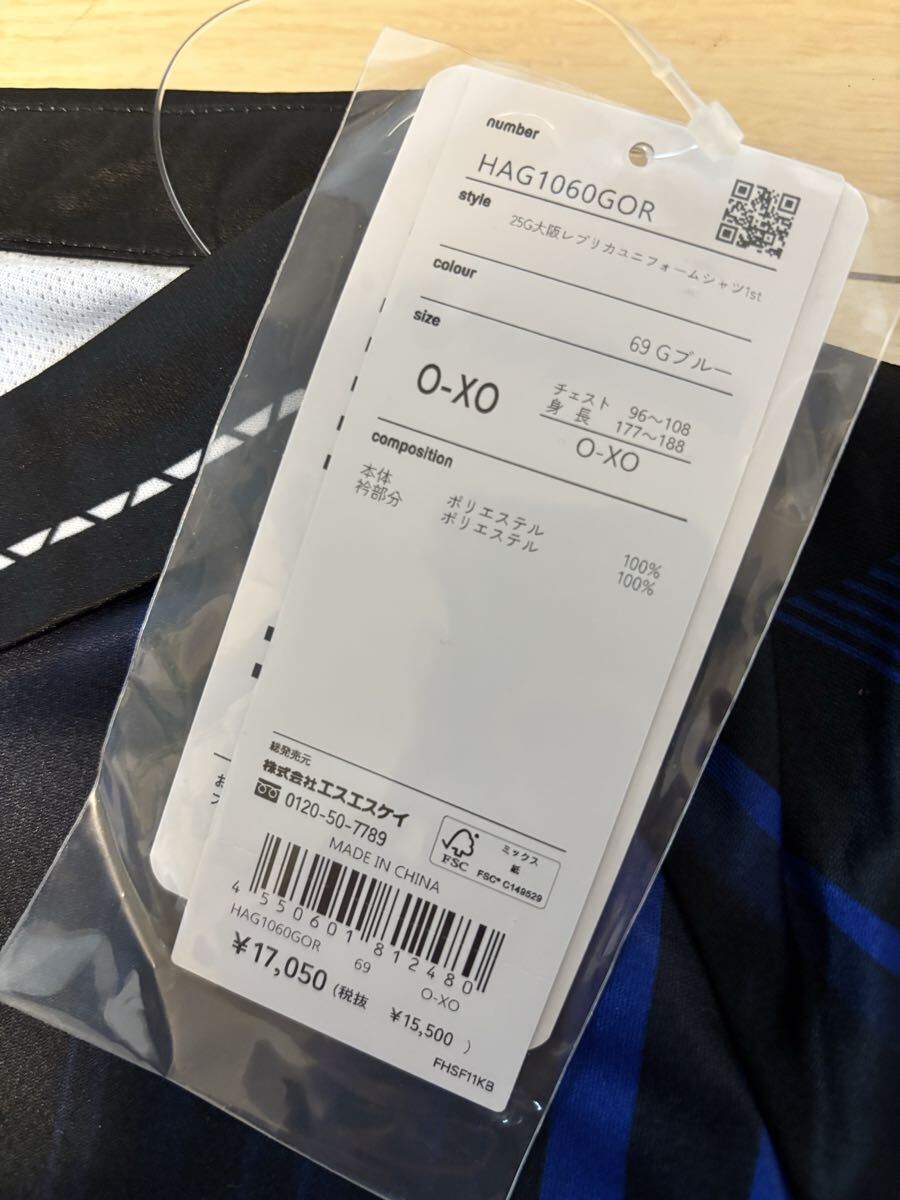 number
HAG1060GOR
style
25G大阪レプリカユニフォームシャツ1st
colour
69 Gブルー
size
O-XO
チェスト 96～108
身 長 177～188
O-XO
composition
本体 ポリエステル 100%
衿部分 ポリエステル 100%
総発売元
株式会社エスエスケイ
0120-50-7789
MADE IN CHINA
FSC
ミックス
紙
FSC® C149529
4 550601 812480
HAG1060GOR 69 O-XO
¥17,050 (税抜 ¥15,500 )
FHSF11KB
お